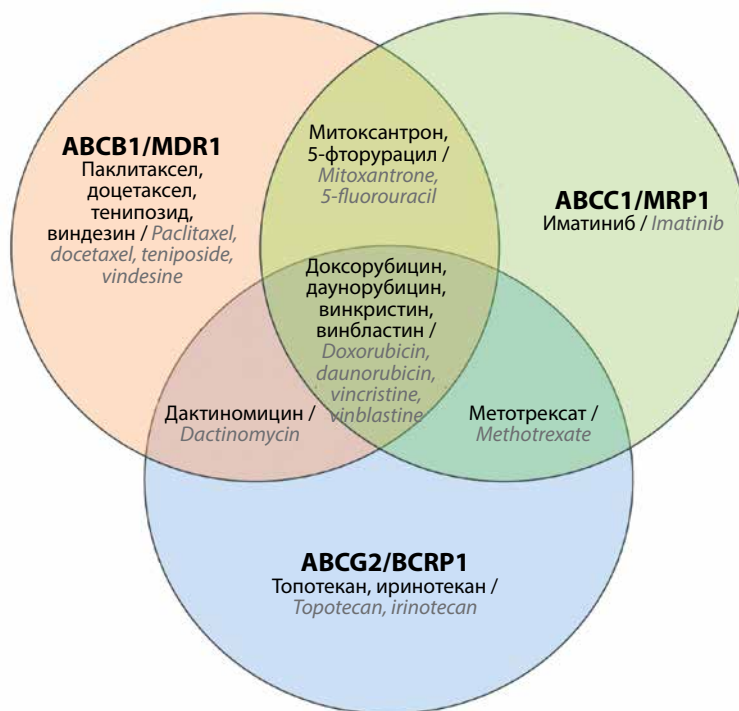 ABCB1/MDR1
Паклитаксел,
доцетаксел,
тенипозид,
виндезин / Paclitaxel,
docetaxel, teniposide,
vindesine
Митоксантрон,
5-фторурацил /
Mitoxantrone,
5-fluorouracil
ABCC1/MRP1
Иматиниб / Imatinib
Доксорубицин,
даунорубицин,
винкристин,
винбластин /
Doxorubicin,
daunorubicin,
vincristine,
vinblastine
Дактиномицин /
Dactinomycin
Метотрексат /
Methotrexate
ABCG2/BCRP1
Топотекан, иринотекан /
Topotecan, irinotecan